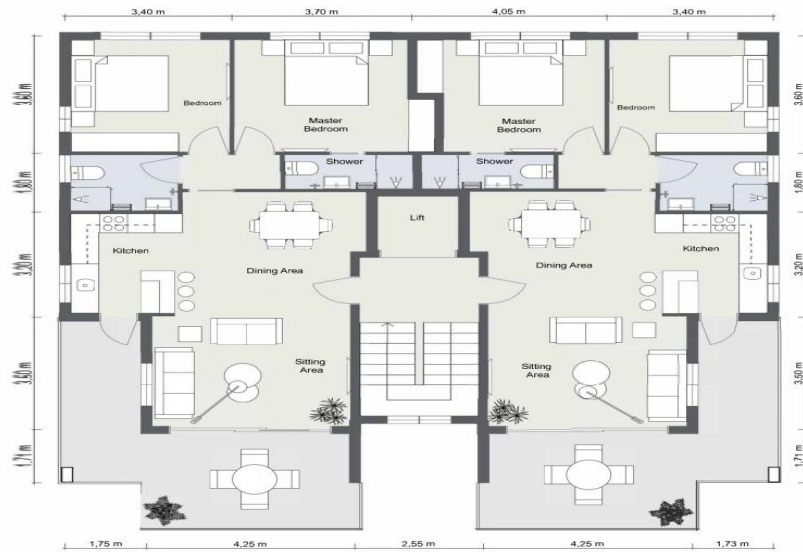 3,40 m 3,70 m 4,05 m 3,40 m
3,60 m
3,60 m
Bedroom
Bedroom
Master
Bedroom
Master
Bedroom
1,80 m
Shower
Shower
1,80 m
Lift
Kitchen
Kitchen
3,20 m
Dining Area
Dining Area
3,20 m
3,50 m
Sitting
Area
Sitting
Area
3,50 m
1,71 m
1,71 m
1,75 m 4,25 m 2,55 m 4,25 m 1,73 m